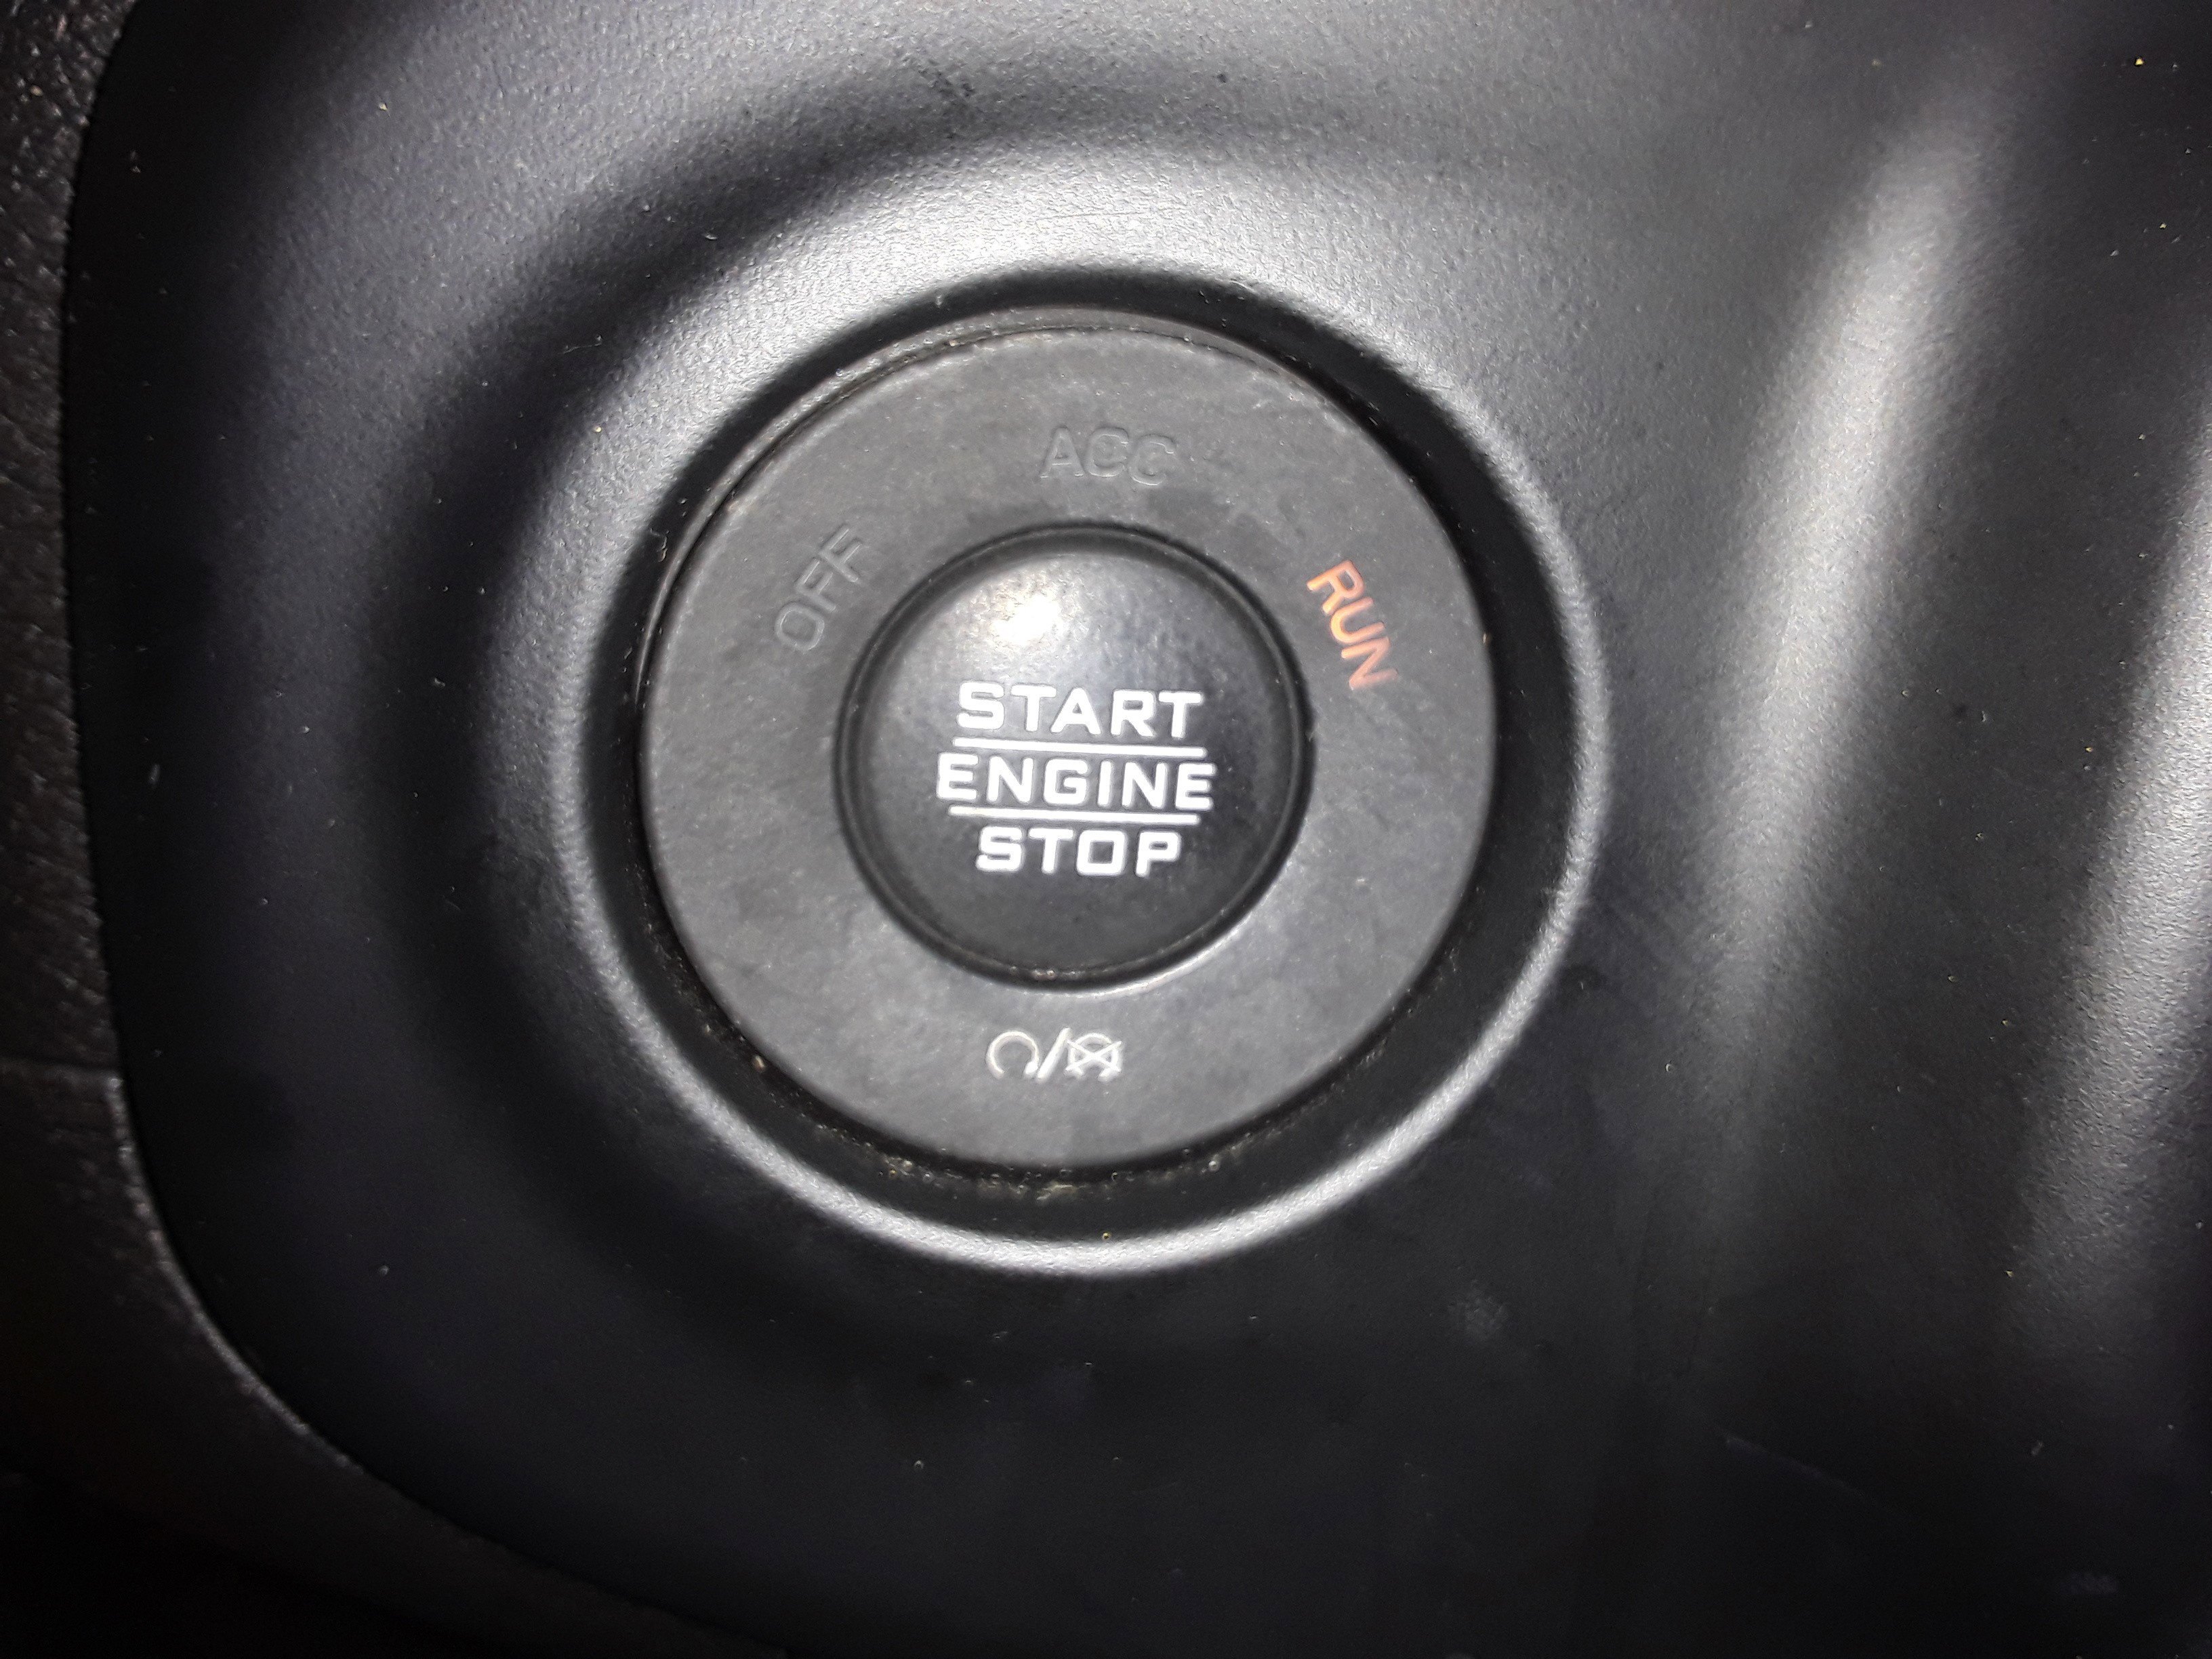 ACC
OFF
RUN
START
ENGINE
STOP